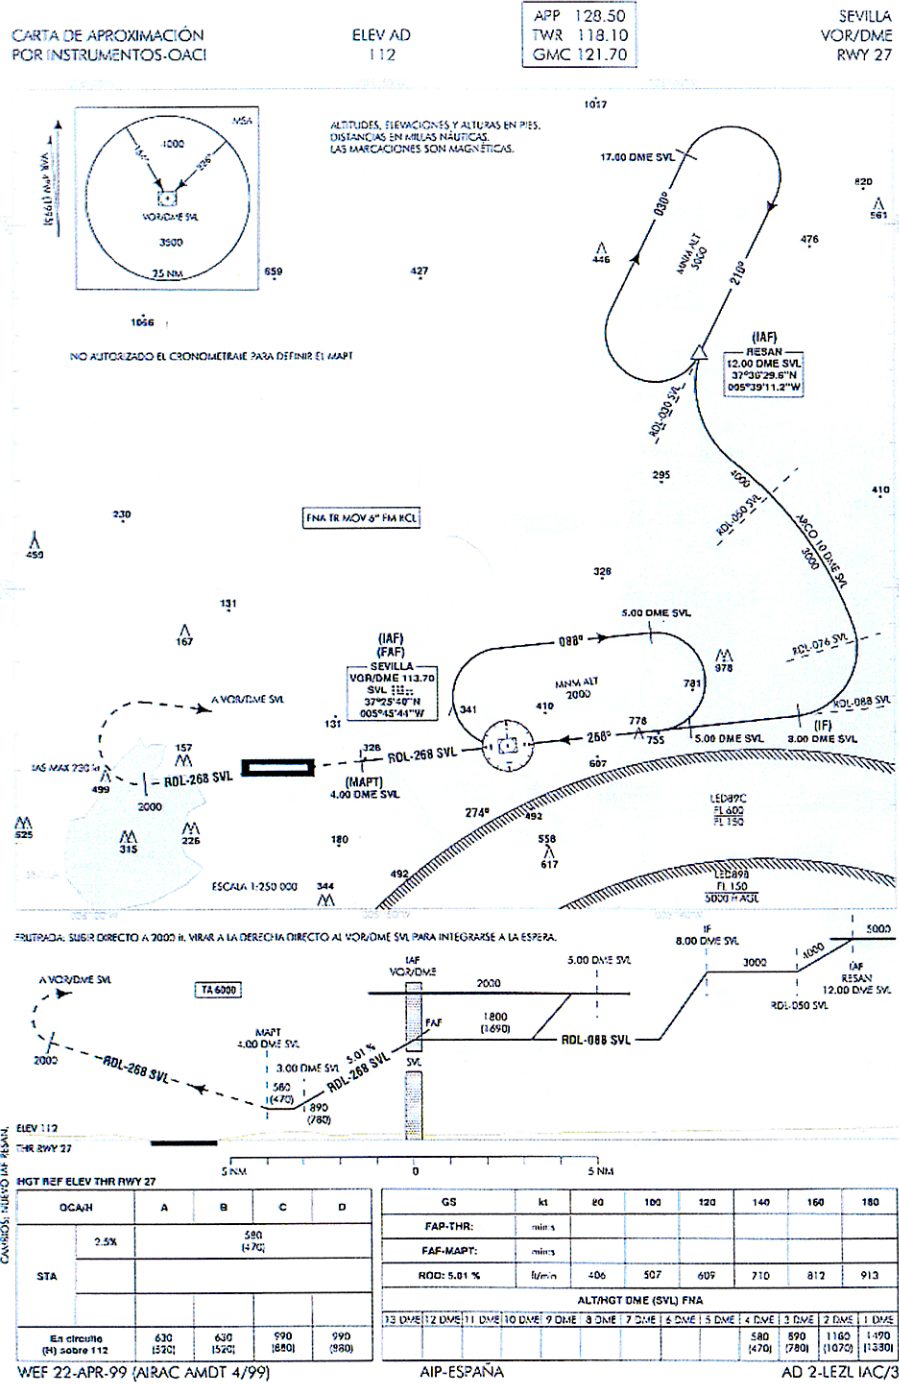 CARTA DE APROXIMACIÓN
POR INSTRUMENTOS-OACI
ELEV AD
112
APP 128.50
TWR 118.10
GMC 121.70
SEVILLA
VOR/DME
RWY 27
VAR 4°W (1995)
MSA
4000
154°
226°
VOR/DME SVL
3500
25 NM
ALTITUDES, ELEVACIONES Y ALTURAS EN PIES.
DISTANCIAS EN MILLAS NÁUTICAS.
LAS MARCACIONES SON MAGNÉTICAS.
1017
17.00 DME SVL
820
561
030°
MNM ALT
5000
210°
476
446
659
427
1066
NO AUTORIZADO EL CRONOMETRAJE PARA DEFINIR EL MAPT
(IAF)
RESAN
12.00 DME SVL
37°36'29.6"N
005°39'11.2"W
RDL-030 SVL
295
4000
410
RDL-050 SVL
ARCO 10 DME SVL
3000
230
FNA TR MOV 6° FM RCL
459
328
131
167
5.00 DME SVL
088°
RDL-076 SVL
978
(IAF)
(FAF)
SEVILLA
VOR/DME 113.70
SVL
37°25'40"N
005°45'44"W
MNM ALT
2000
781
RDL-088 SVL
A VOR/DME SVL
131
341
410
778
755
268°
5.00 DME SVL
(IF)
8.00 DME SVL
157
IAS MAX 230 kt
499
RDL-268 SVL
2000
328
RDL-268 SVL
(MAPT)
4.00 DME SVL
607
274°
492
LED89C
FL 600
FL 150
525
315
226
180
558
617
492
LED89B
FL 150
5000 ft AGL
ESCALA 1:250 000
344
FRUTRADA: SUBIR DIRECTO A 2000 ft. VIRAR A LA DERECHA DIRECTO AL VOR/DME SVL PARA INTEGRARSE A LA ESPERA.
IF
8.00 DME SVL
5000
A VOR/DME SVL
TA 6000
IAF
VOR/DME
5.00 DME SVL
2000
3000
4000
IAF
RESAN
12.00 DME SVL
RDL-050 SVL
1800
(1690)
FAF
RDL-088 SVL
2000
RDL-268 SVL
MAPT
4.00 DME SVL
3.00 DME SVL
5.01 %
RDL-268 SVL
SVL
580
(470)
890
(780)
ELEV 112
THR RWY 27
5 NM 0 5 NM
CAMBIOS: NUEVO IAF RESAN.
HGT REF ELEV THR RWY 27
OCA/H A B C D
STA
2.5% 580
(470)
En circuito
(H) sobre 112
630
(520)
630
(520)
990
(880)
990
(880)
GS kt 80 100 120 140 160 180
FAP-THR: min:s
FAF-MAPT: min:s
ROD: 5.01 % ft/min 406 507 609 710 812 913
ALT/HGT DME (SVL) FNA
13 DME 12 DME 11 DME 10 DME 9 DME 8 DME 7 DME 6 DME 5 DME 4 DME 3 DME 2 DME 1 DME
580 890 1180 1490
(470) (780) (1070) (1380)
WEF 22-APR-99 (AIRAC AMDT 4/99)
AIP-ESPAÑA
AD 2-LEZL IAC/3